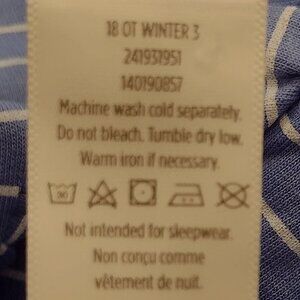 18 OT WINTER 3
241931951
140190857
Machine wash cold separately.
Do not bleach. Tumble dry low.
Warm iron if necessary.
Not intended for sleepwear.
Non conçu comme
vêtement de nuit.